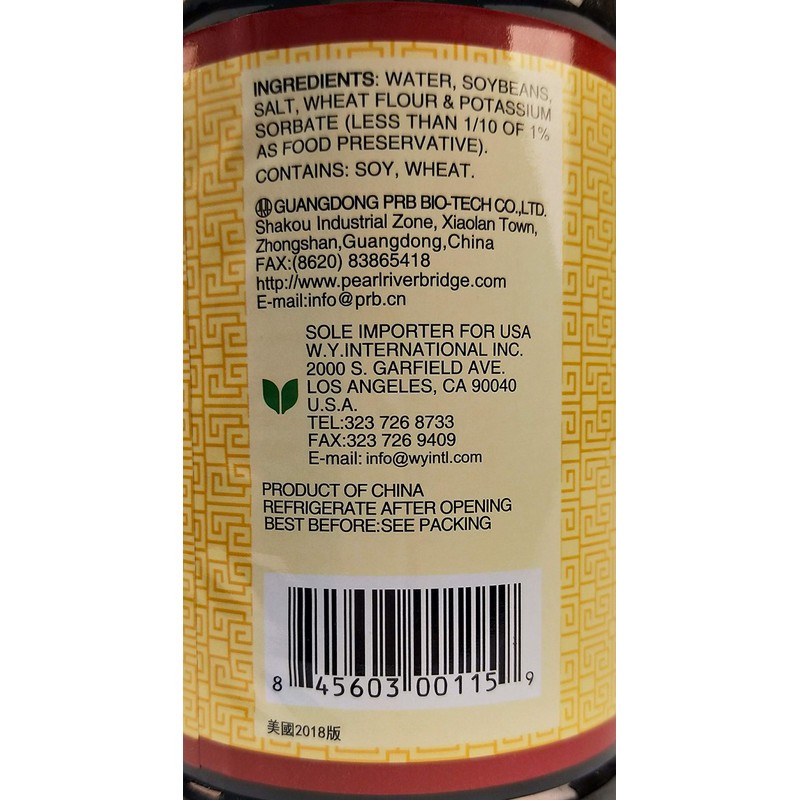 INGREDIENTS: WATER, SOYBEANS,
SALT, WHEAT FLOUR & POTASSIUM
SORBATE (LESS THAN 1/10 OF 1%
AS FOOD PRESERVATIVE).
CONTAINS: SOY, WHEAT.
GUANGDONG PRB BIO-TECH CO.,LTD.
Shakou Industrial Zone, Xiaolan Town,
Zhongshan,Guangdong,China
FAX:(8620) 83865418
http://www.pearlriverbridge.com
E-mail:info@prb.cn
SOLE IMPORTER FOR USA
W.Y.INTERNATIONAL INC.
2000 S. GARFIELD AVE.
LOS ANGELES, CA 90040
U.S.A.
TEL:323 726 8733
FAX:323 726 9409
E-mail: info@wyintl.com
PRODUCT OF CHINA
REFRIGERATE AFTER OPENING
BEST BEFORE:SEE PACKING
8 45603 00115 9
美國2018版